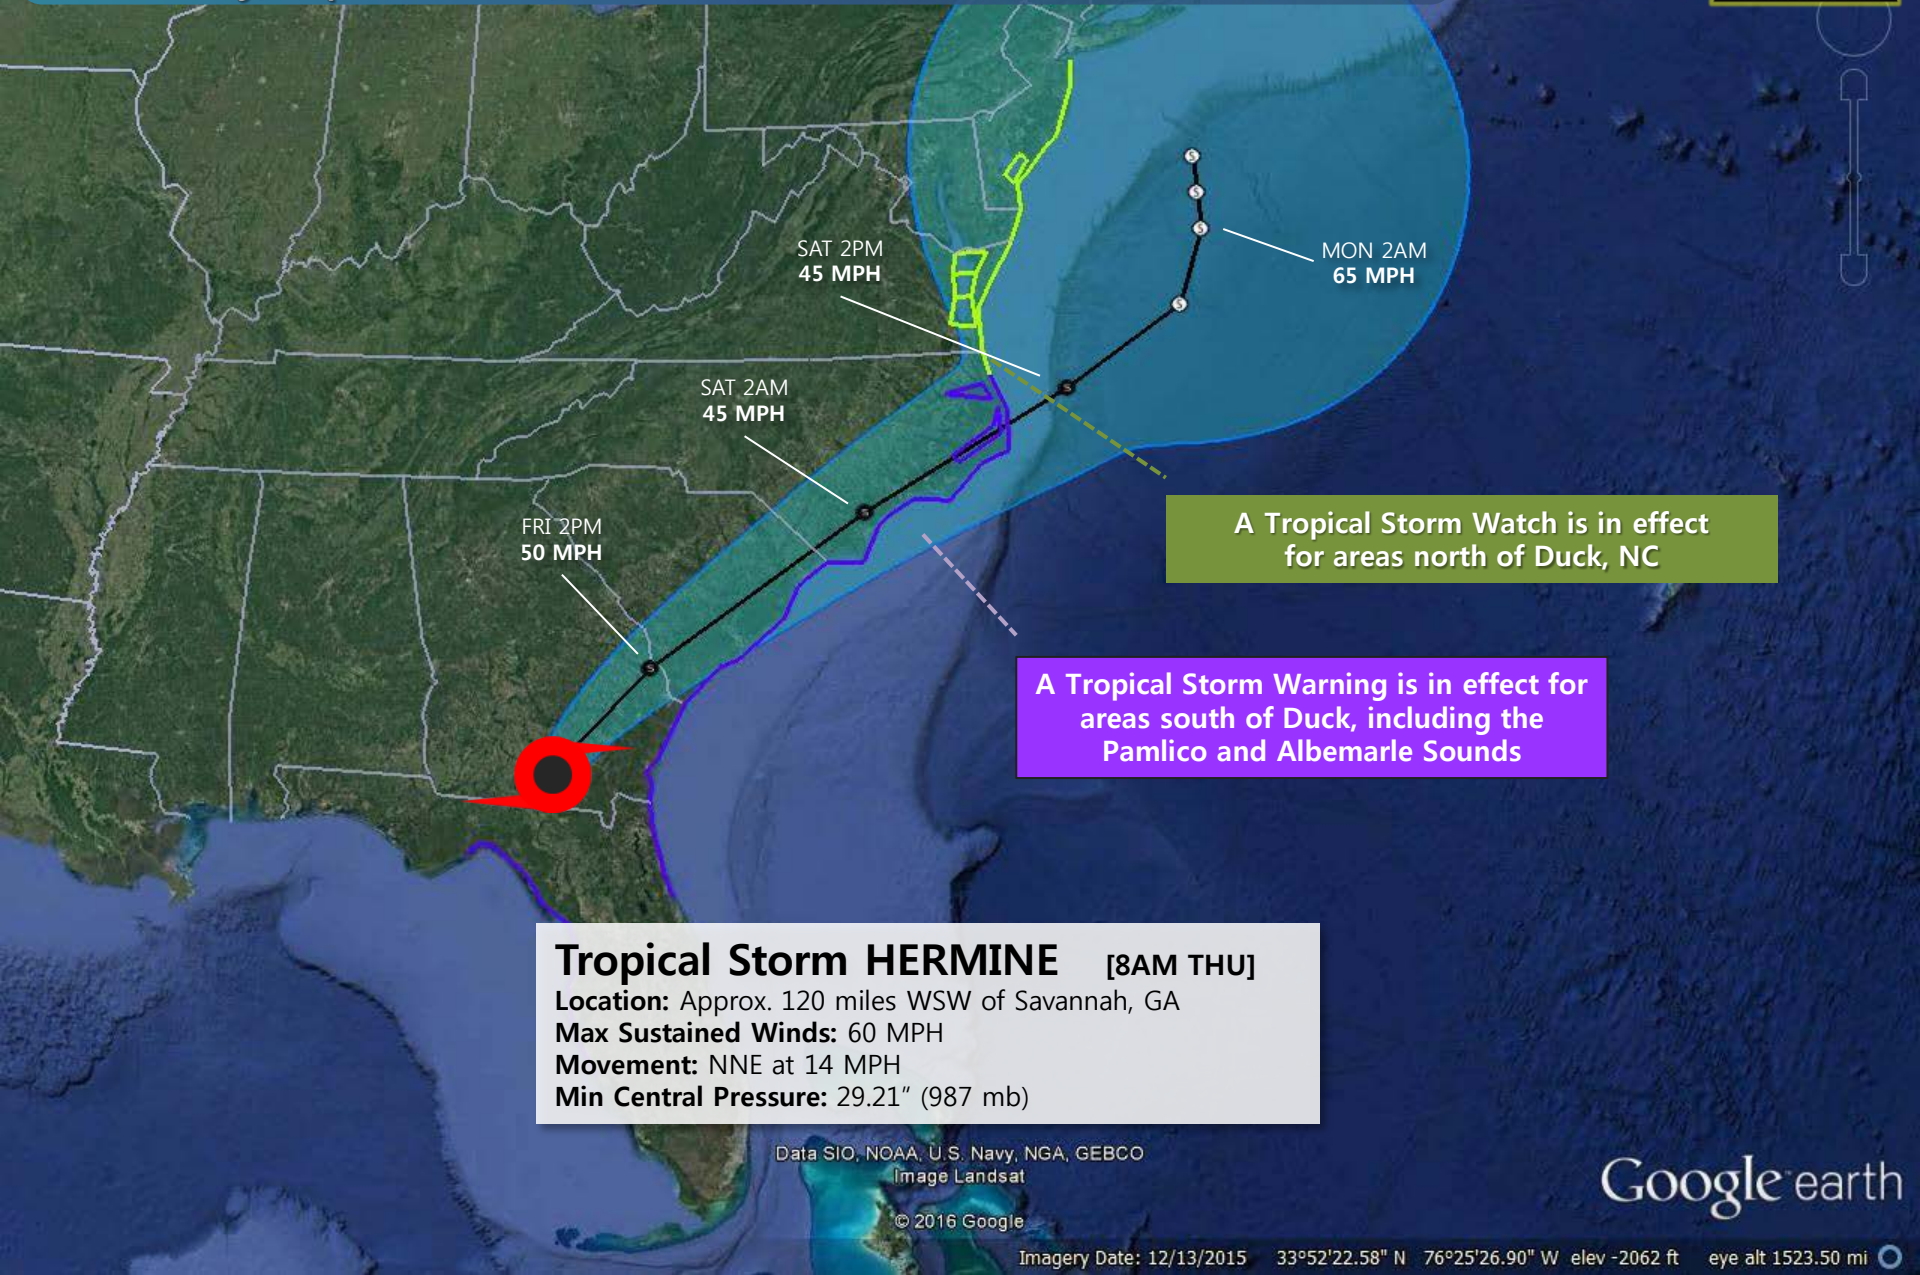 SAT 2PM
45 MPH
MON 2AM
65 MPH
SAT 2AM
45 MPH
FRI 2PM
50 MPH
A Tropical Storm Watch is in effect
for areas north of Duck, NC
A Tropical Storm Warning is in effect for
areas south of Duck, including the
Pamlico and Albemarle Sounds
Tropical Storm HERMINE [8AM THU]
Location: Approx. 120 miles WSW of Savannah, GA
Max Sustained Winds: 60 MPH
Movement: NNE at 14 MPH
Min Central Pressure: 29.21” (987 mb)
Data SIO, NOAA, U.S. Navy, NGA, GEBCO
Image Landsat
© 2016 Google
Google earth
Imagery Date: 12/13/2015 33°52'22.58" N 76°25'26.90" W elev -2062 ft eye alt 1523.50 mi